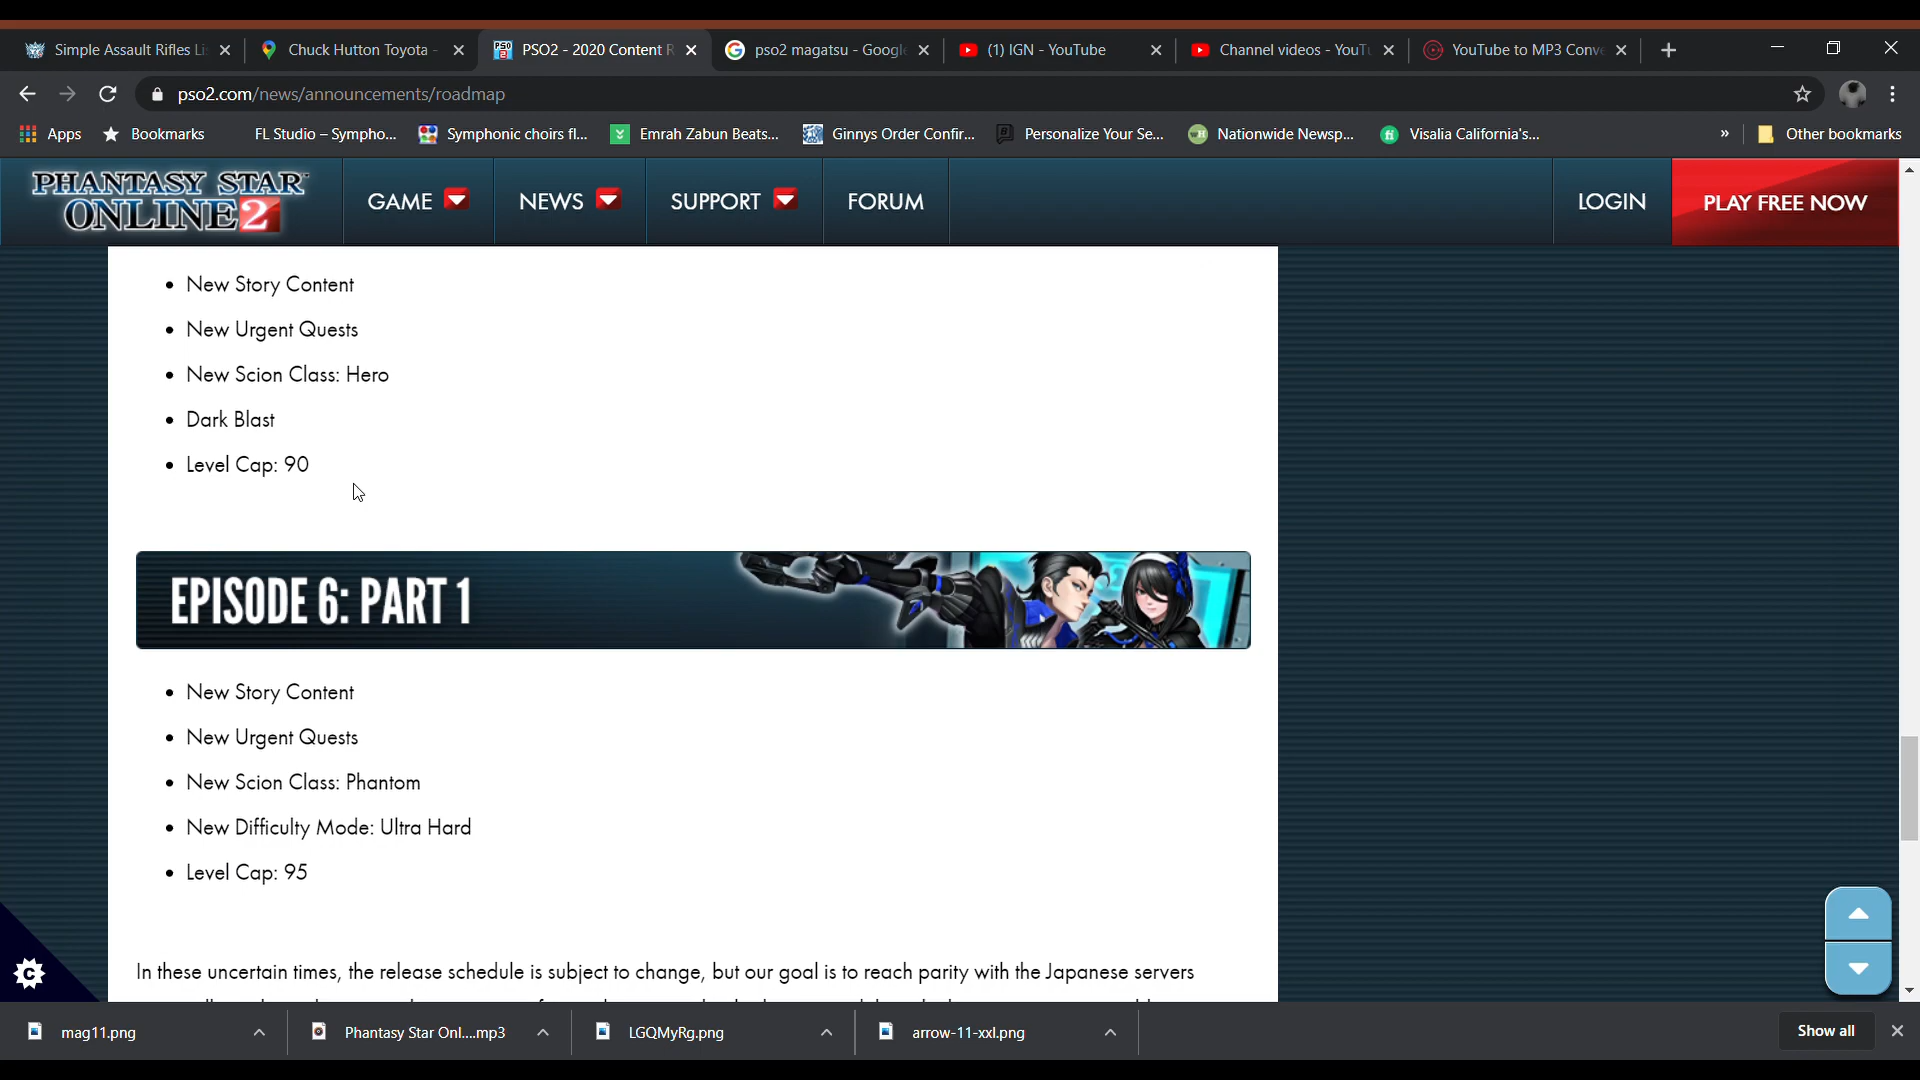 Simple Assault Rifles Li
Chuck Hutton Toyota -
PSO2 - 2020 Content R
pso2 magatsu - Google
(1) IGN - YouTube
Channel videos - YouTu
YouTube to MP3 Conve
pso2.com/news/announcements/roadmap
Apps
Bookmarks
FL Studio – Sympho...
Symphonic choirs fl...
Emrah Zabun Beats...
Ginnys Order Confir...
Personalize Your Se...
Nationwide Newsp...
Visalia California's...
»
Other bookmarks
PHANTASY STAR
ONLINE 2
GAME
NEWS
SUPPORT
FORUM
LOGIN
PLAY FREE NOW
• New Story Content
• New Urgent Quests
• New Scion Class: Hero
• Dark Blast
• Level Cap: 90
EPISODE 6: PART 1
• New Story Content
• New Urgent Quests
• New Scion Class: Phantom
• New Difficulty Mode: Ultra Hard
• Level Cap: 95
In these uncertain times, the release schedule is subject to change, but our goal is to reach parity with the Japanese servers
mag11.png
Phantasy Star Onl....mp3
LGQMyRg.png
arrow-11-xxl.png
Show all